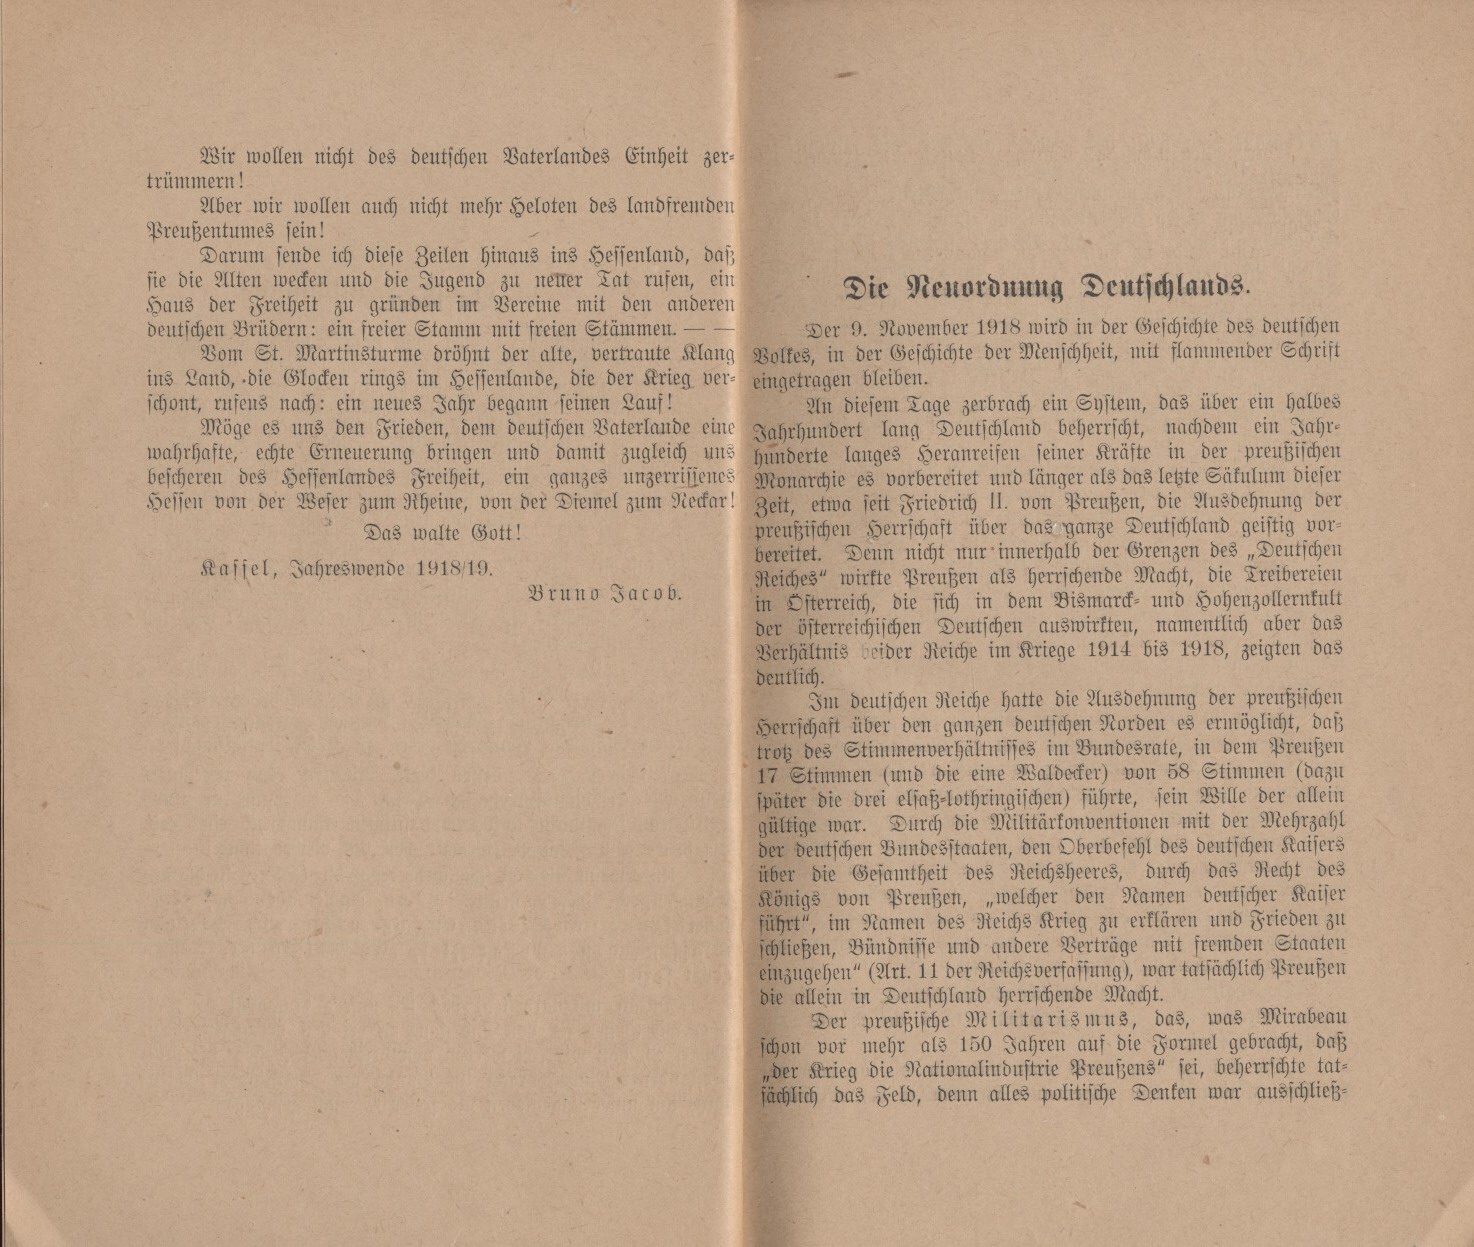 Wir wollen nicht des deutschen Vaterlandes Einheit zer-
trümmern!
Aber wir wollen auch nicht mehr Heloten des landfremden
Preußentumes sein!
Darum sende ich diese Zeilen hinaus ins Hessenland, daß
sie die Alten wecken und die Jugend zu neuer Tat rufen, ein
Haus der Freiheit zu gründen im Vereine mit den anderen
deutschen Brüdern: ein freier Stamm mit freien Stämmen. — —
Vom St. Martinsturme dröhnt der alte, vertraute Klang
ins Land, die Glocken rings im Hessenlande, die der Krieg ver-
schont, rufens nach: ein neues Jahr begann seinen Lauf!
Möge es uns den Frieden, dem deutschen Vaterlande eine
wahrhafte, echte Erneuerung bringen und damit zugleich uns
bescheren des Hessenlandes Freiheit, ein ganzes unzerrissenes
Hessen von der Weser zum Rheine, von der Diemel zum Neckar!
Das walte Gott!
Kassel, Jahreswende 1918/19.
Bruno Jacob.
Die Neuordnung Deutschlands.
Der 9. November 1918 wird in der Geschichte des deutschen
Volkes, in der Geschichte der Menschheit, mit flammender Schrift
eingetragen bleiben.
An diesem Tage zerbrach ein System, das über ein halbes
Jahrhundert lang Deutschland beherrscht, nachdem ein Jahr-
hunderte langes Heranreifen seiner Kräfte in der preußischen
Monarchie es vorbereitet und länger als das letzte Säkulum dieser
Zeit, etwa seit Friedrich II. von Preußen, die Ausdehnung der
preußischen Herrschaft über das ganze Deutschland geistig vor-
bereitet. Denn nicht nur innerhalb der Grenzen des „Deutschen
Reiches“ wirkte Preußen als herrschende Macht, die Treibereien
in Österreich, die sich in dem Bismarck- und Hohenzollernkult
der österreichischen Deutschen auswirkten, namentlich aber das
Verhältnis beider Reiche im Kriege 1914 bis 1918, zeigten das
deutlich.
Im deutschen Reiche hatte die Ausdehnung der preußischen
Herrschaft über den ganzen deutschen Norden es ermöglicht, daß
trotz des Stimmenverhältnisses im Bundesrate, in dem Preußen
17 Stimmen (und die eine Waldecker) von 58 Stimmen (dazu
später die drei elsaß-lothringischen) führte, sein Wille der allein
gültige war. Durch die Militärkonventionen mit der Mehrzahl
der deutschen Bundesstaaten, den Oberbefehl des deutschen Kaisers
über die Gesamtheit des Reichsheeres, durch das Recht des
Königs von Preußen, „welcher den Namen deutscher Kaiser
führt“, im Namen des Reichs Krieg zu erklären und Frieden zu
schließen, Bündnisse und andere Verträge mit fremden Staaten
einzugehen“ (Art. 11 der Reichsverfassung), war tatsächlich Preußen
die allein in Deutschland herrschende Macht.
Der preußische Militarismus, das, was Mirabeau
schon vor mehr als 150 Jahren auf die Formel gebracht, daß
„der Krieg die Nationalindustrie Preußens“ sei, beherrschte tat-
sächlich das Feld, denn alles politische Denken war ausschließ-